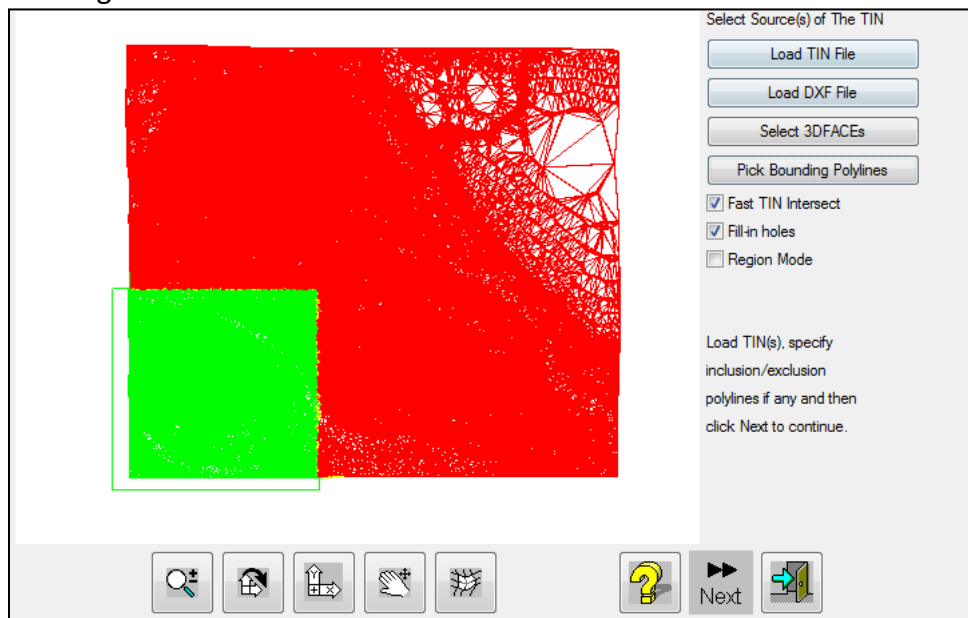 Select Source(s) of The TIN
Load TIN File
Load DXF File
Select 3DFACEs
Pick Bounding Polylines
Fast TIN Intersect
Fill-in holes
Region Mode
Load TIN(s), specify
inclusion/exclusion
polylines if any and then
click Next to continue.
Next